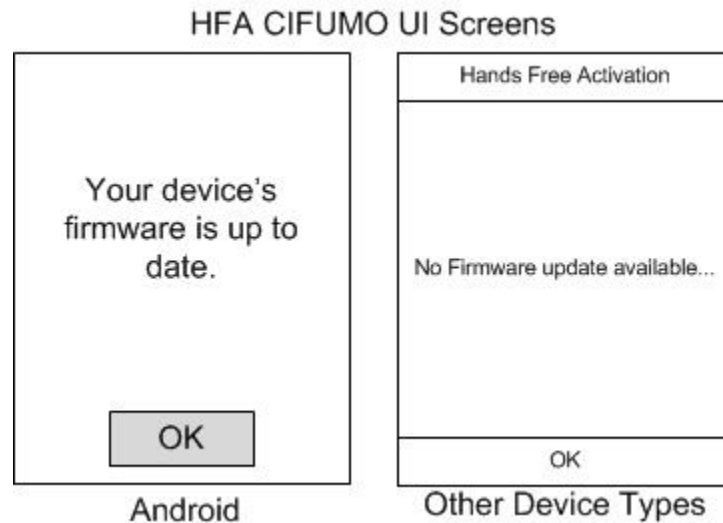 HFA CIFUMO UI Screens
Your device's
firmware is up to
date.
OK
Android
Hands Free Activation
No Firmware update available...
OK
Other Device Types